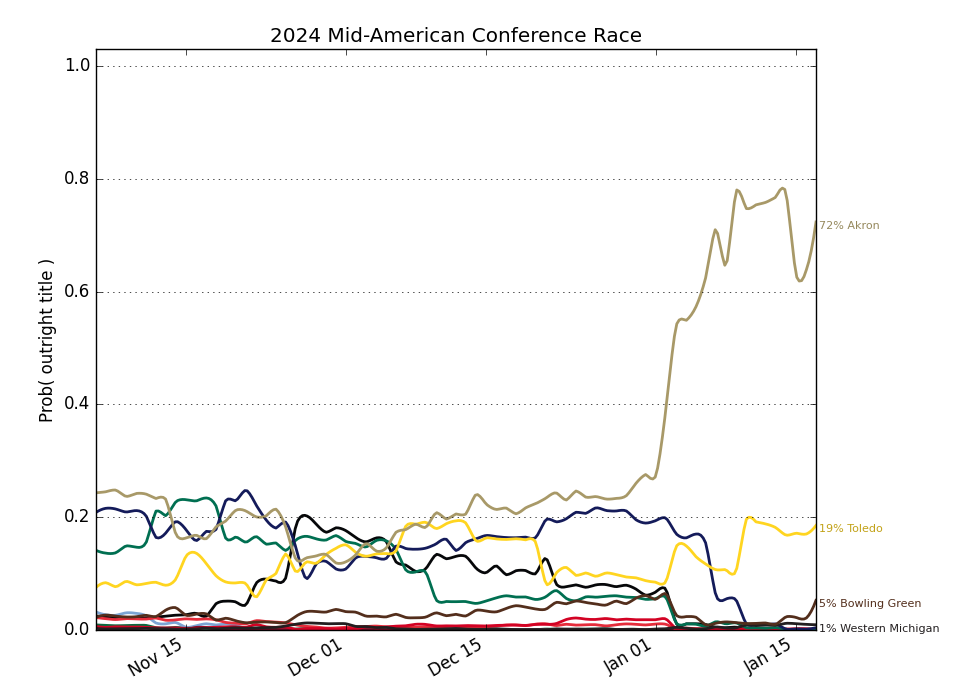 2024 Mid-American Conference Race
Prob( outright title )
1.0
0.8
0.6
0.4
0.2
0.0
72% Akron
19% Toledo
5% Bowling Green
1% Western Michigan
Nov 15
Dec 01
Dec 15
Jan 01
Jan 15